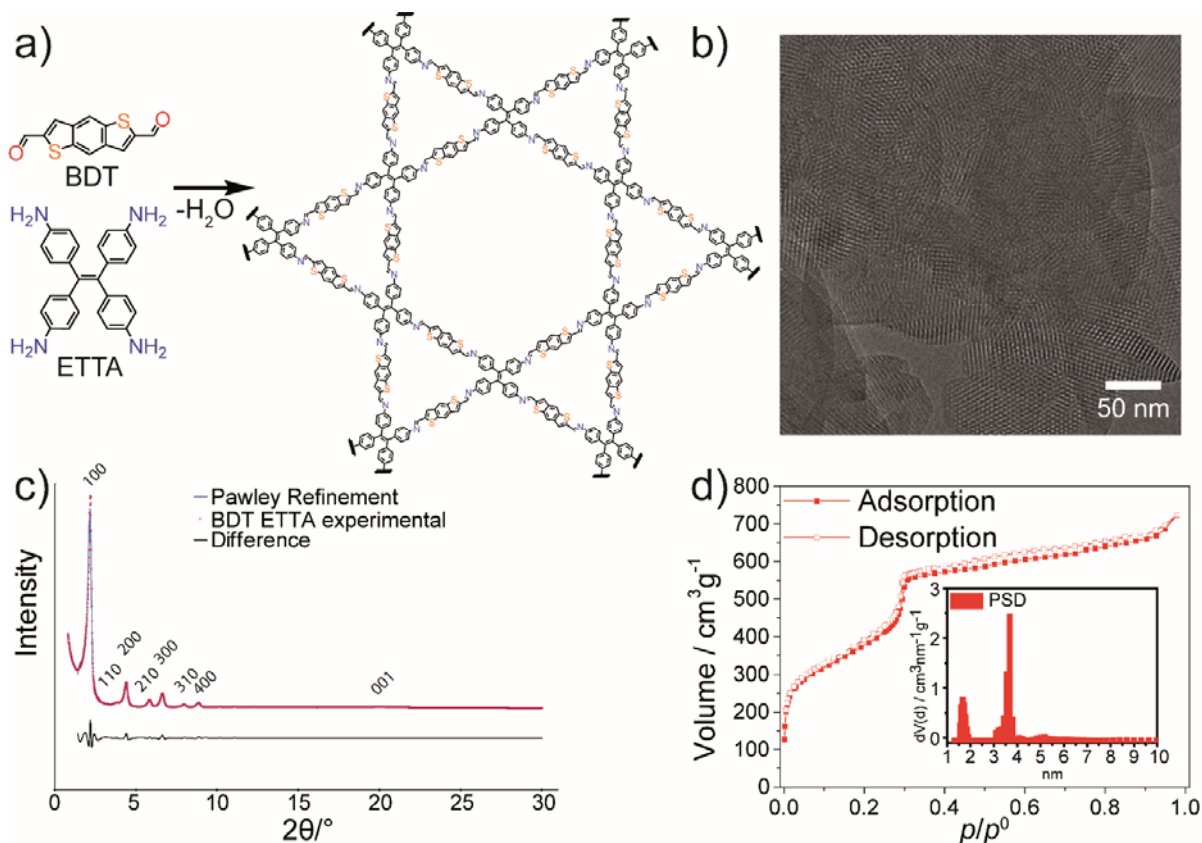 a)
O
S
S
O
BDT
-H₂O
H₂N
NH₂
H₂N
NH₂
ETTA
b)
50 nm
c)
100
110
200
210
300
310
400
001
Pawley Refinement
BDT ETTA experimental
Difference
Intensity
0 5 10 15 20 25 30
2θ/°
d)
Adsorption
Desorption
Volume / cm³g⁻¹
800
700
600
500
400
300
200
100
0
0.0 0.2 0.4 0.6 0.8 1.0
p/p⁰
PSD
dV(d) / cm³nm⁻¹g⁻¹
3
2
1
0
1 2 3 4 5 6 7 8 9 10
nm